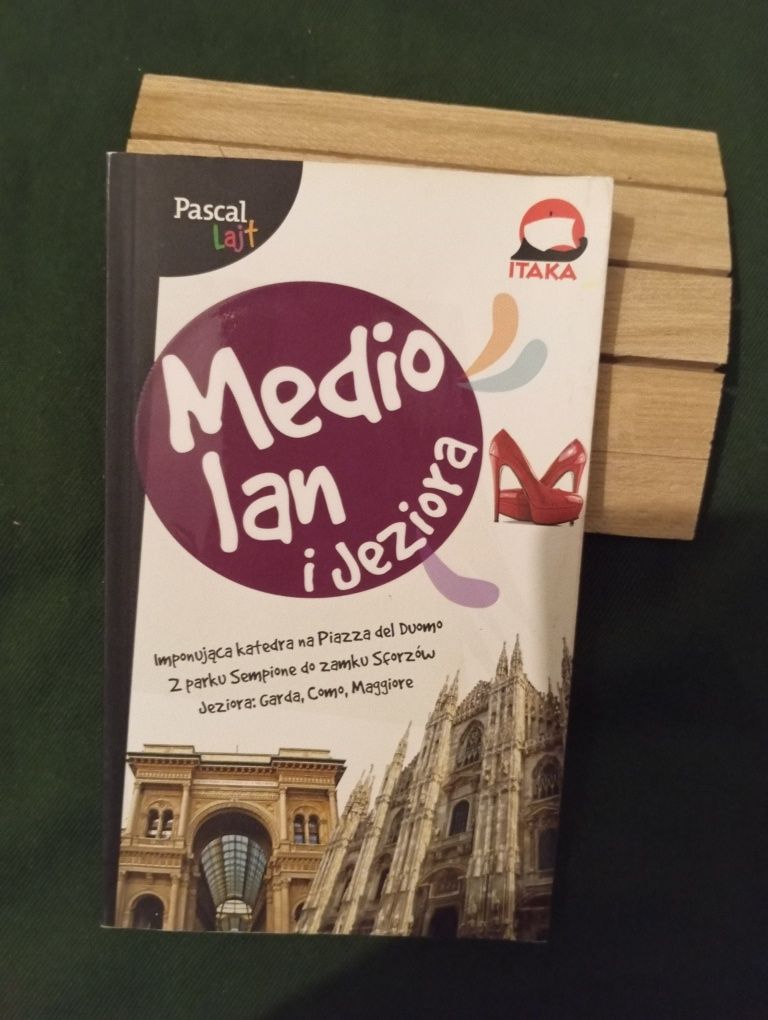 Pascal
Lajt
ITAKA
Medio
lan
i Jeziora
Imponująca katedra na Piazza del Duomo
Z parku Sempione do zamku Sforzów
Jeziora: Garda, Como, Maggiore